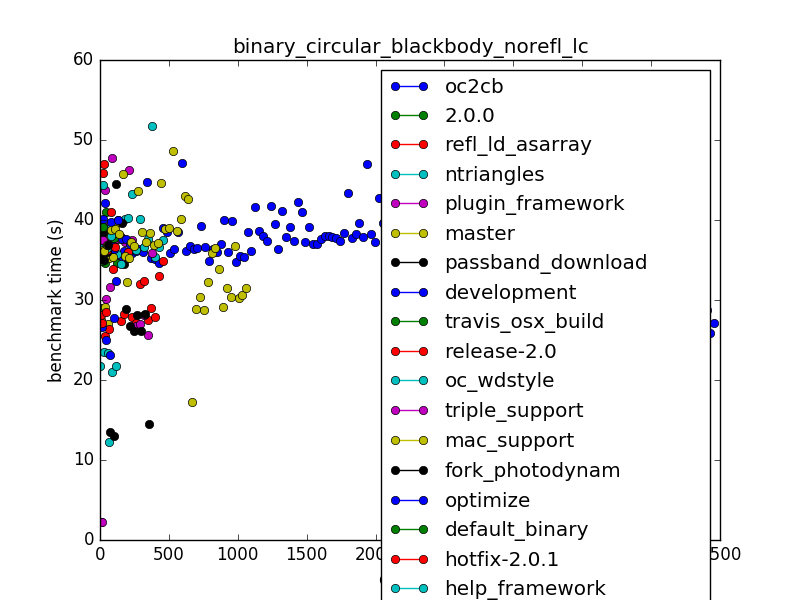 binary_circular_blackbody_norefl_lc
60
50
40
30
20
10
0
benchmark time (s)
0
500
1000
1500
oc2cb
2.0.0
refl_ld_asarray
ntriangles
plugin_framework
master
passband_download
development
travis_osx_build
release-2.0
oc_wdstyle
triple_support
mac_support
fork_photodynam
optimize
default_binary
hotfix-2.0.1
help_framework